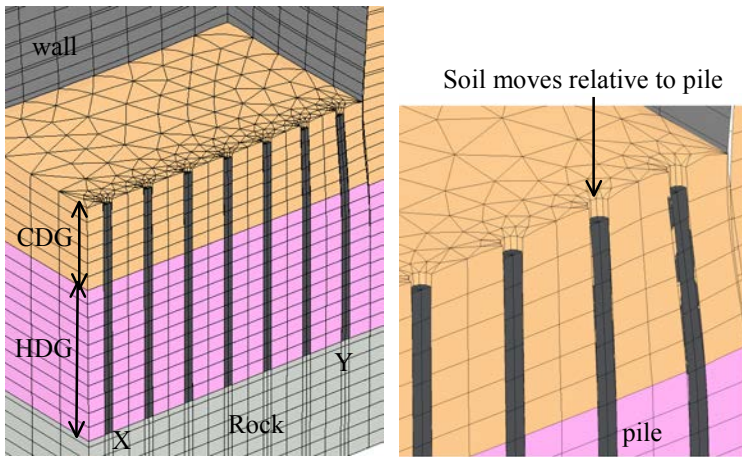 wall
Soil moves relative to pile
CDG
HDG
Y
X
Rock
pile